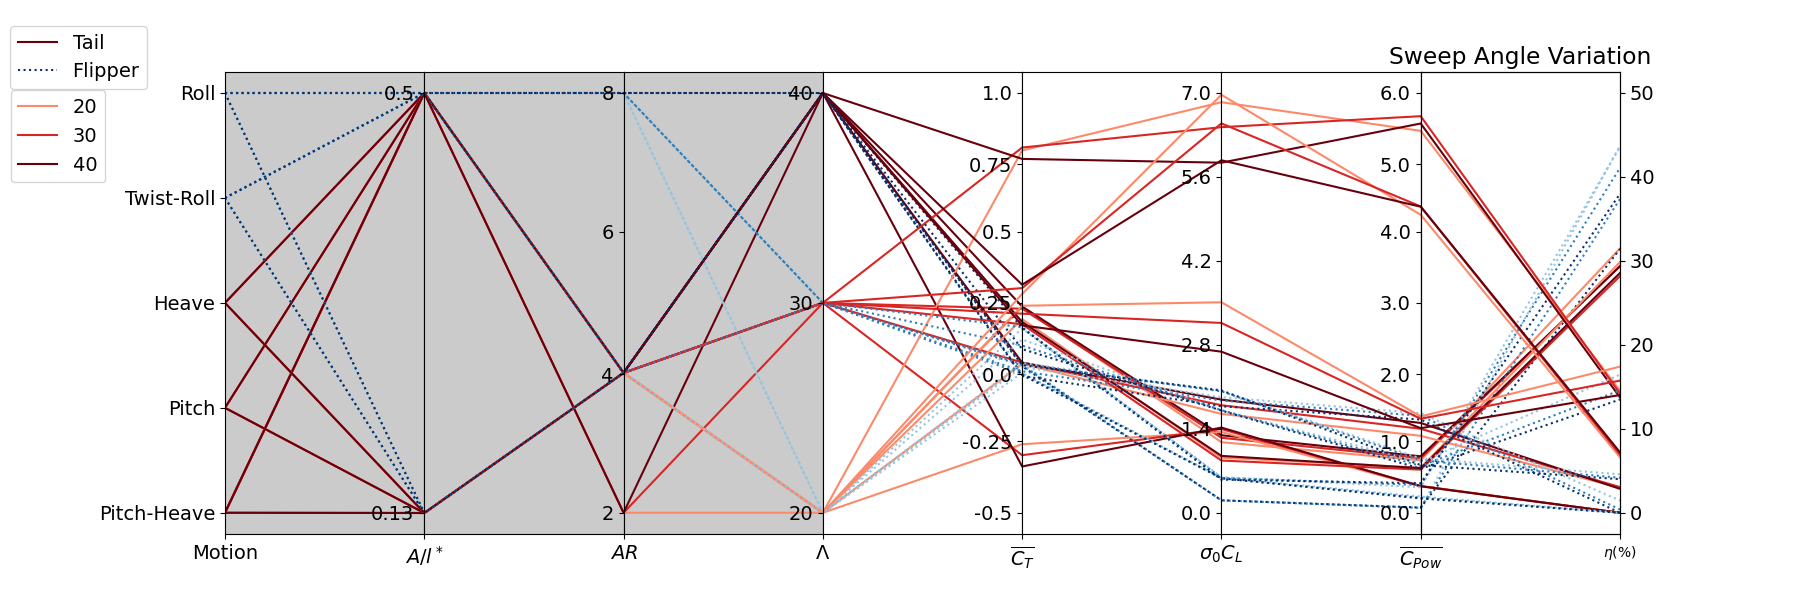 Sweep Angle Variation
Tail
Flipper
20
30
40
Roll
Twist-Roll
Heave
Pitch
Pitch-Heave
0.5
0.13
8
6
4
2
40
30
20
1.0
0.75
0.5
0.25
0.0
-0.25
-0.5
7.0
5.6
4.2
2.8
1.4
0.0
6.0
5.0
4.0
3.0
2.0
1.0
0.0
50
40
30
20
10
0
Motion
A/l*
AR
Λ
C_T
σ₀C_L
C_Pow
η(%)